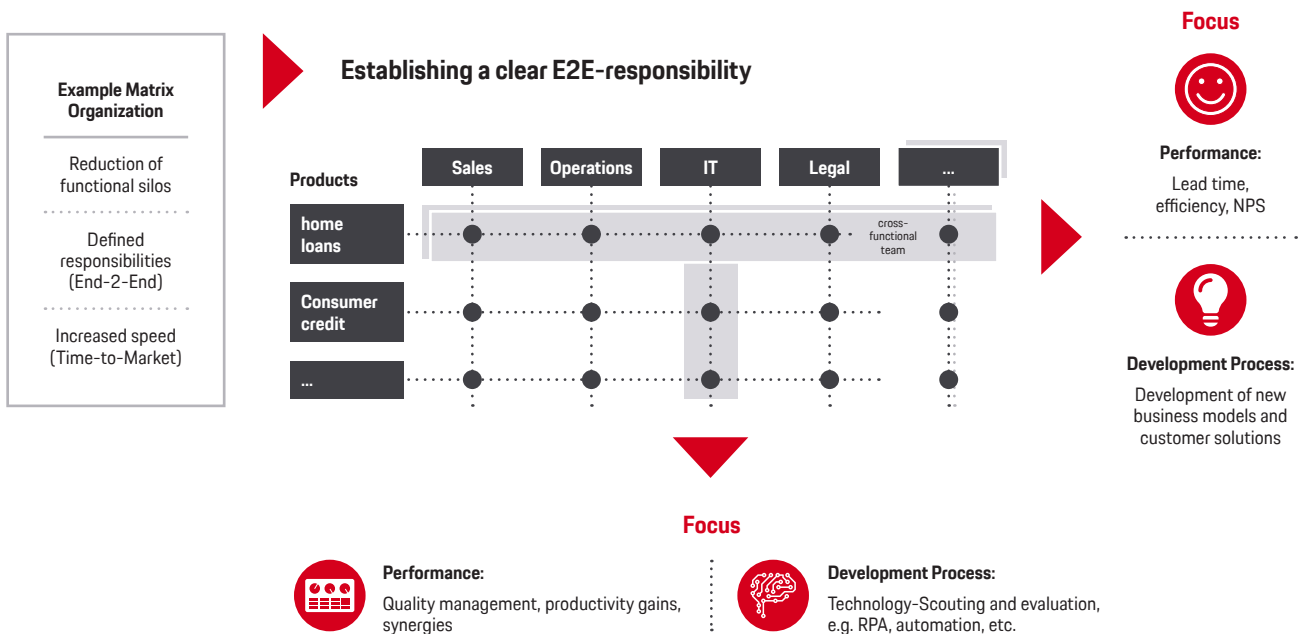 Example Matrix
Organization
Reduction of
functional silos
Defined
responsibilities
(End-2-End)
Increased speed
(Time-to-Market)
Establishing a clear E2E-responsibility
Products
Sales
Operations
IT
Legal
...
home
loans
cross-
functional
team
Consumer
credit
...
Focus
Performance:
Lead time,
efficiency, NPS
Development Process:
Development of new
business models and
customer solutions
Focus
Performance:
Quality management, productivity gains,
synergies
Development Process:
Technology-Scouting and evaluation,
e.g. RPA, automation, etc.